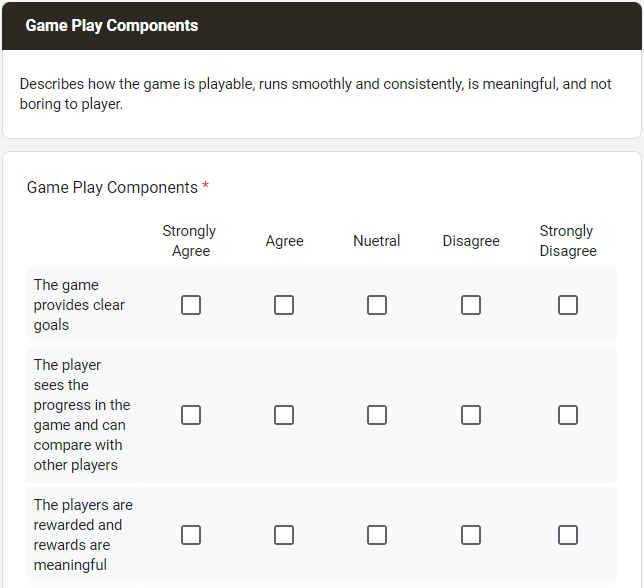 Game Play Components
Describes how the game is playable, runs smoothly and consistently, is meaningful, and not
boring to player.
Game Play Components *
Strongly
Agree
Agree
Nuetral
Disagree
Strongly
Disagree
The game
provides clear
goals
The player
sees the
progress in the
game and can
compare with
other players
The players are
rewarded and
rewards are
meaningful